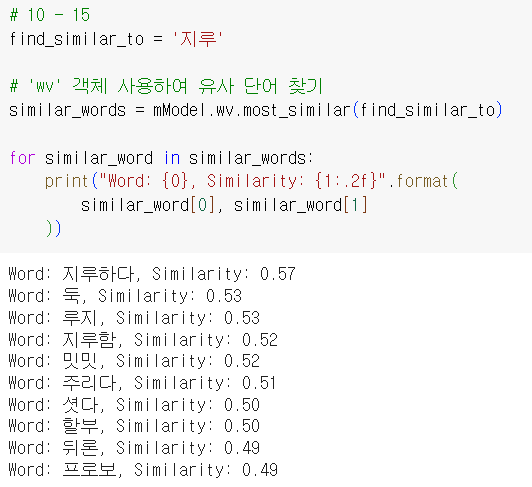 # 10 - 15
find_similar_to = '지루'
# 'wv' 객체 사용하여 유사 단어 찾기
similar_words = mModel.wv.most_similar(find_similar_to)
for similar_word in similar_words:
    print("Word: {0}, Similarity: {1:.2f}".format(
        similar_word[0], similar_word[1]
    ))
Word: 지루하다, Similarity: 0.57
Word: 둑, Similarity: 0.53
Word: 루지, Similarity: 0.53
Word: 지루함, Similarity: 0.52
Word: 밋밋, Similarity: 0.52
Word: 주리다, Similarity: 0.51
Word: 셧다, Similarity: 0.50
Word: 할부, Similarity: 0.50
Word: 뒤론, Similarity: 0.49
Word: 프로보, Similarity: 0.49